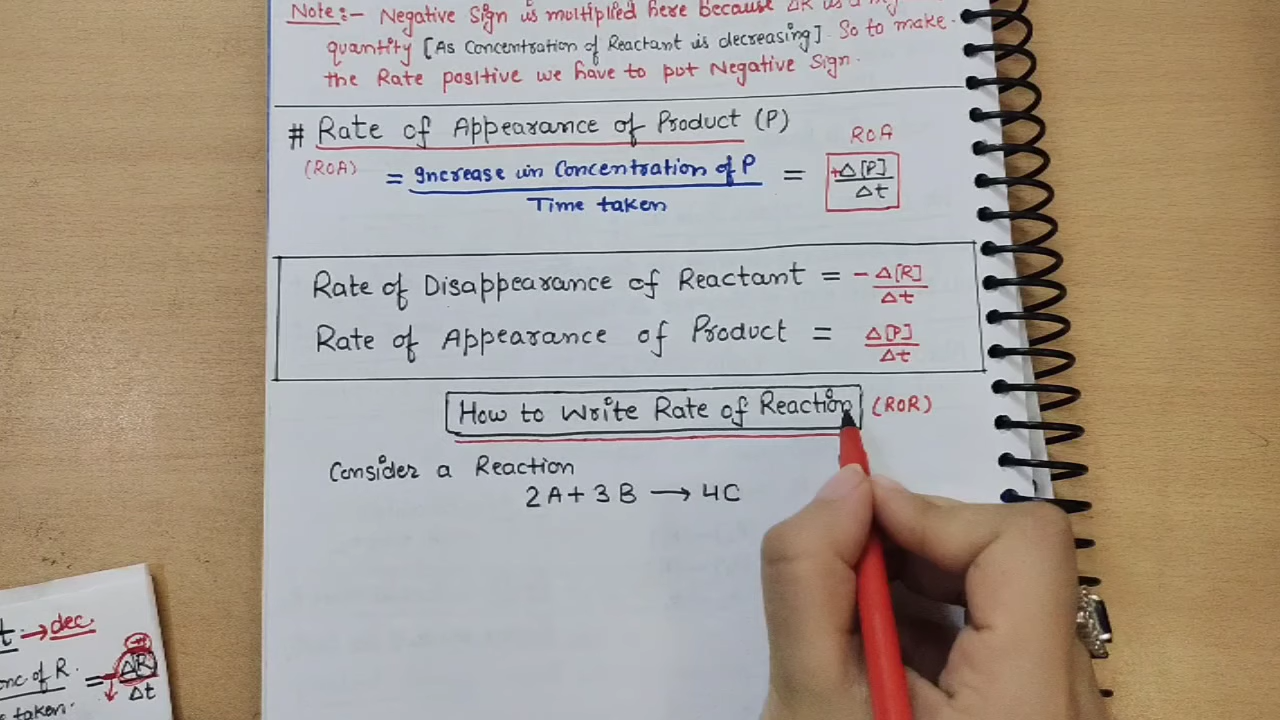 Note:- Negative Sign is multiplied here because ΔR is a
quantity [As Concentration of Reactant is decreasing]. So to make
the Rate positive we have to put Negative Sign.
# Rate of Appearance of Product (P)
(ROA) = Increase in Concentration of P / Time taken = +Δ[P] / Δt
ROA
Rate of Disappearance of Reactant = - Δ[R] / Δt
Rate of Appearance of Product = Δ[P] / Δt
How to Write Rate of Reaction (ROR)
Consider a Reaction
2A + 3B → 4C
t → dec.
onc of R. = - Δ[R]
taken. Δt